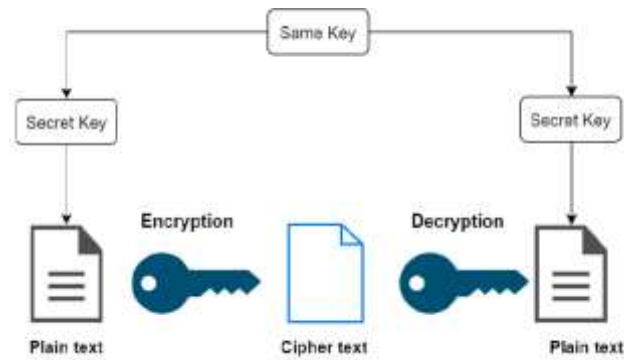 Same Key
Secret Key
Secret Key
Encryption
Decryption
Plain text
Cipher text
Plain text